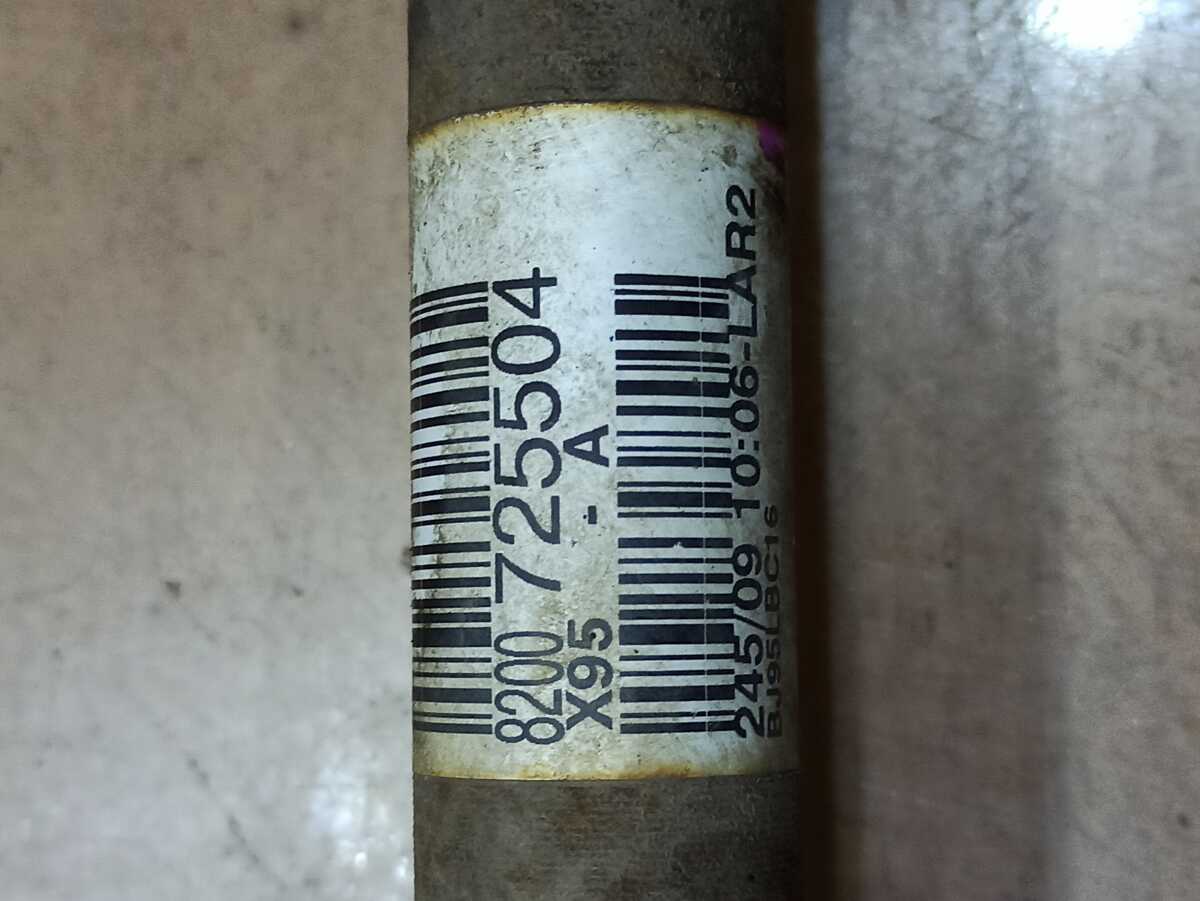 8200 725504
X95 - A
245/09 10:06-LAR2
BJ95LBC16